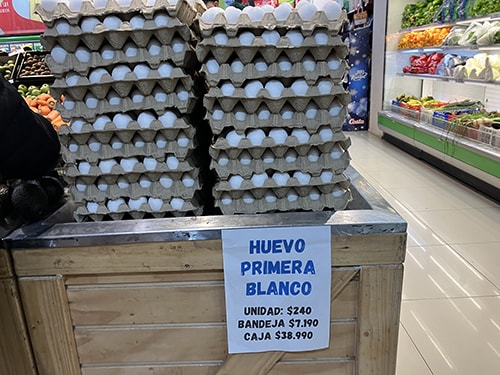 HUEVO
PRIMERA
BLANCO
UNIDAD: $240
BANDEJA $7.190
CAJA $38.990